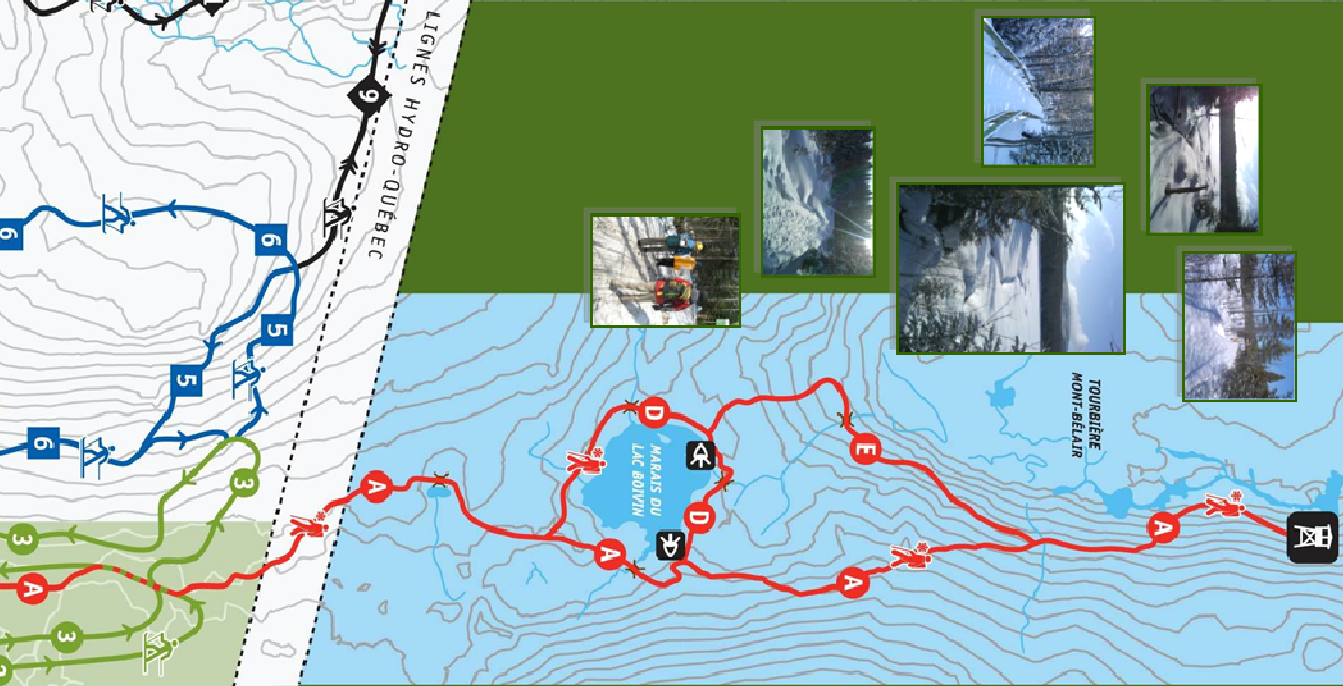 LIGNES HYDRO-QUÉBEC
9
6
6
5
5
6
3
3
3
A
A
A
A
A
D
D
E
MARAIS DU
LAC BOIVIN
TOURBIÈRE
MONT-BÉLAIR